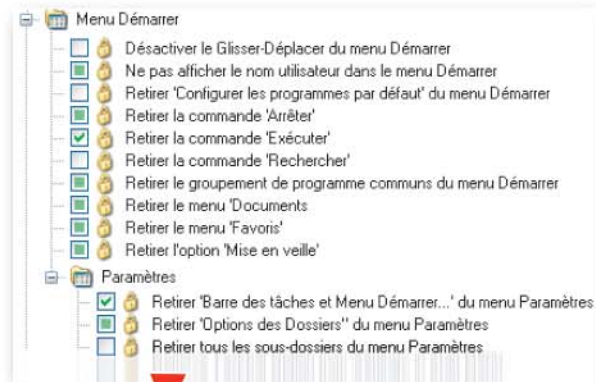 Menu Démarrer
Désactiver le Glisser-Déplacer du menu Démarrer
Ne pas afficher le nom utilisateur dans le menu Démarrer
Retirer 'Configurer les programmes par défaut' du menu Démarrer
Retirer la commande 'Arrêter'
Retirer la commande 'Exécuter'
Retirer la commande 'Rechercher'
Retirer le groupement de programme communs du menu Démarrer
Retirer le menu 'Documents
Retirer le menu 'Favoris'
Retirer l'option 'Mise en veille'
Paramètres
Retirer 'Barre des tâches et Menu Démarrer...' du menu Paramètres
Retirer 'Options des Dossiers'' du menu Paramètres
Retirer tous les sous-dossiers du menu Paramètres